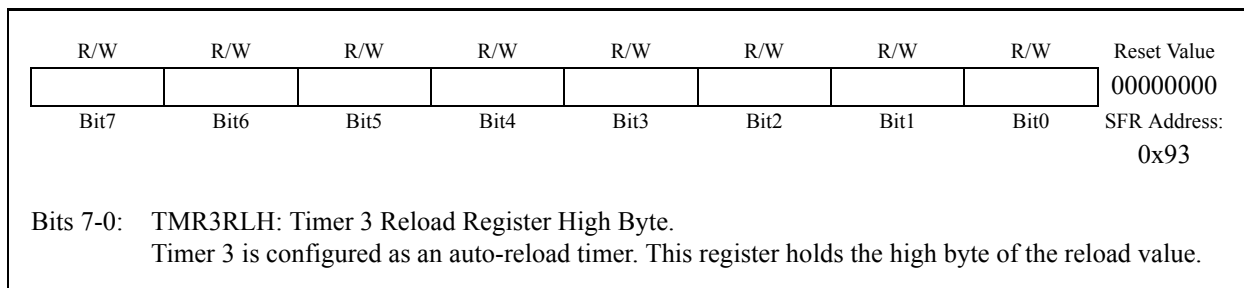 R/W R/W R/W R/W R/W R/W R/W R/W Reset Value
00000000
Bit7 Bit6 Bit5 Bit4 Bit3 Bit2 Bit1 Bit0 SFR Address:
0x93
Bits 7-0: TMR3RLH: Timer 3 Reload Register High Byte.
Timer 3 is configured as an auto-reload timer. This register holds the high byte of the reload value.